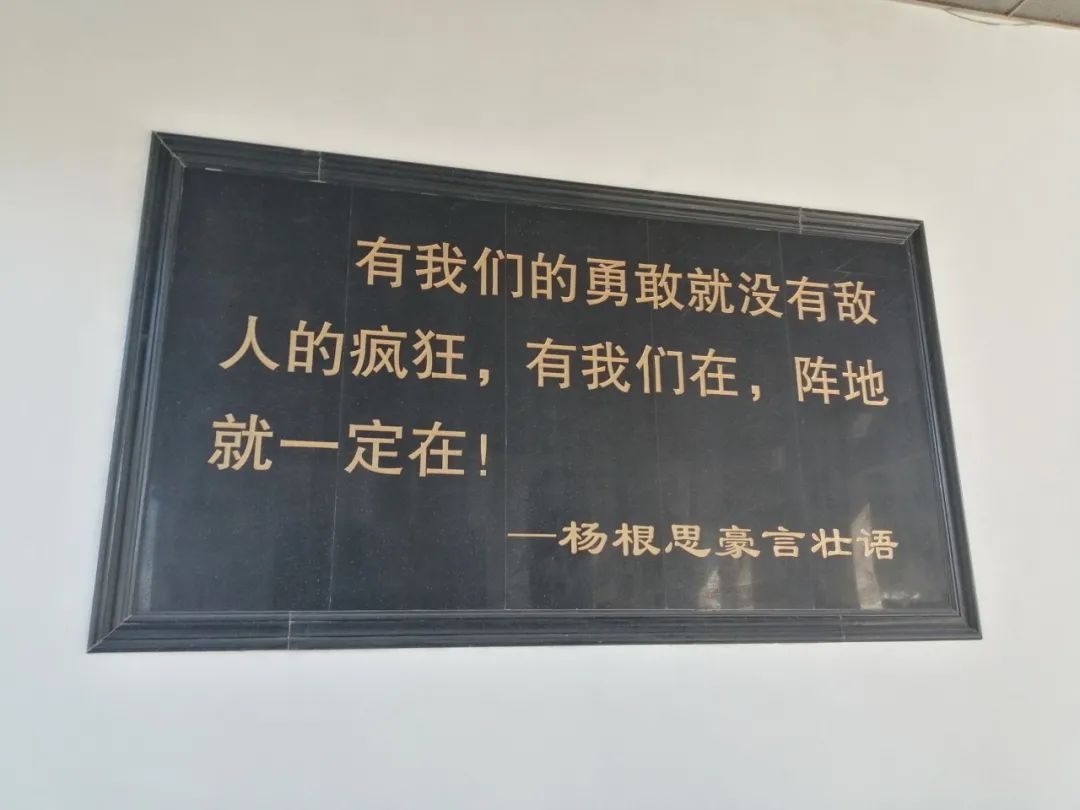 有我们的勇敢就没有敌
人的疯狂，有我们在，阵地
就一定在！
—杨根思豪言壮语